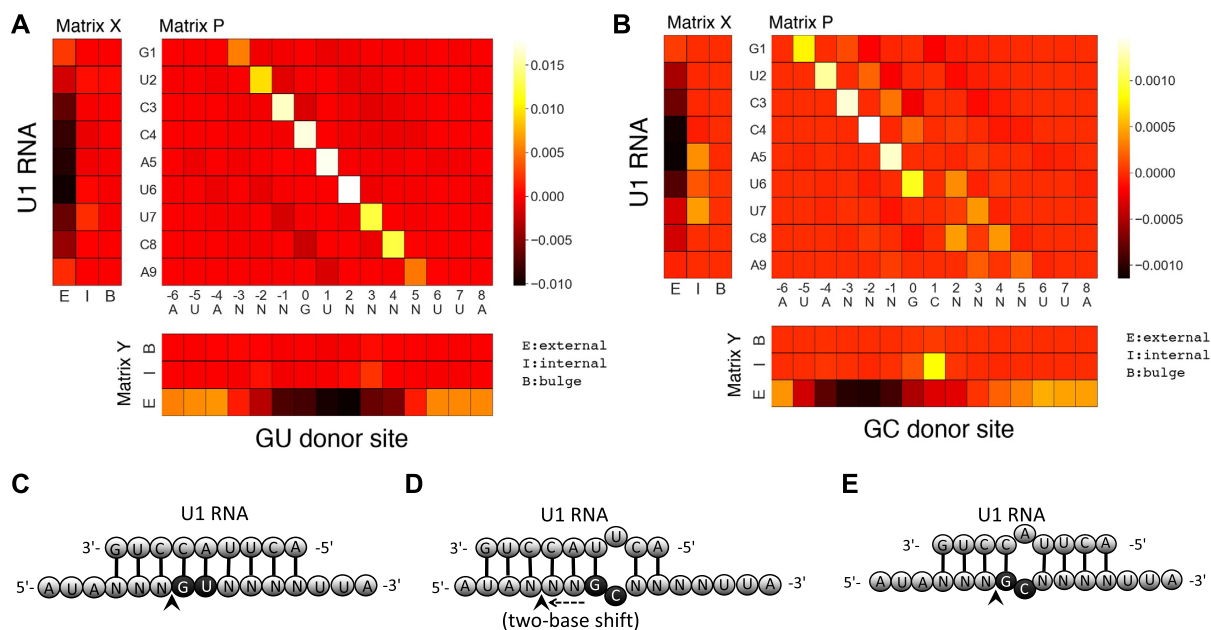 A
Matrix X Matrix P
U1 RNA
G1
U2
C3
C4
A5
U6
U7
C8
A9
E I B
-6 -5 -4 -3 -2 -1 0 1 2 3 4 5 6 7 8
A U A N N N G U N N N N U U A
0.015
0.010
0.005
0.000
−0.005
−0.010
Matrix Y
B
I
E
E:external
I:internal
B:bulge
GU donor site
B
Matrix X Matrix P
U1 RNA
G1
U2
C3
C4
A5
U6
U7
C8
A9
E I B
-6 -5 -4 -3 -2 -1 0 1 2 3 4 5 6 7 8
A U A N N N G C N N N N U U A
0.0010
0.0005
0.0000
−0.0005
−0.0010
Matrix Y
B
I
E
E:external
I:internal
B:bulge
GC donor site
C
U1 RNA
3'- G U C C A U U C A -5'
5'- A U A N N N G U N N N N U U A -3'
D
U1 RNA
3'- G U C C A U U C A -5'
5'- A U A N N N G C N N N N U U A -3'
(two-base shift)
E
U1 RNA
3'- G U C C A U U C A -5'
5'- A U A N N N G C N N N N U U A -3'